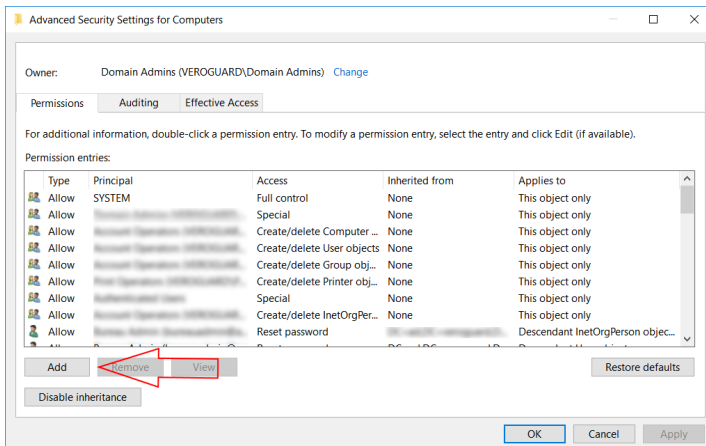 Advanced Security Settings for Computers
Owner: Domain Admins (VEROGUARD\Domain Admins) Change
Permissions Auditing Effective Access
For additional information, double-click a permission entry. To modify a permission entry, select the entry and click Edit (if available).
Permission entries:
Type Principal Access Inherited from Applies to
Allow SYSTEM Full control None This object only
Allow Special None This object only
Allow Create/delete Computer ... None This object only
Allow Create/delete User objects None This object only
Allow Create/delete Group obj... None This object only
Allow Create/delete Printer obj... None This object only
Allow Special None This object only
Allow Create/delete InetOrgPer... None This object only
Allow Reset password Descendant InetOrgPerson objec...
Add Remove View Restore defaults
Disable inheritance
OK Cancel Apply